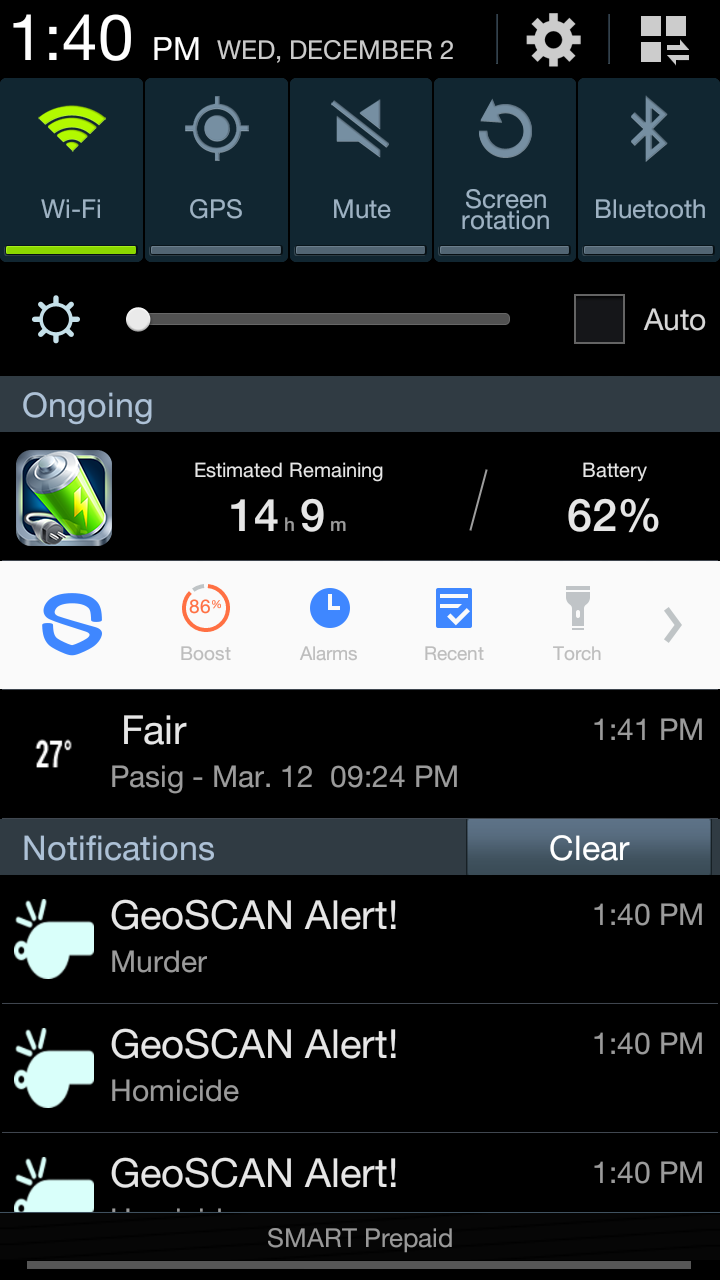 1:40 PM WED, DECEMBER 2
Wi-Fi
GPS
Mute
Screen
rotation
Bluetooth
Auto
Ongoing
Estimated Remaining
14 h 9 m
Battery
62%
86%
Boost
Alarms
Recent
Torch
27°
Fair
1:41 PM
Pasig - Mar. 12 09:24 PM
Notifications
Clear
GeoSCAN Alert!
1:40 PM
Murder
GeoSCAN Alert!
1:40 PM
Homicide
GeoSCAN Alert!
1:40 PM
SMART Prepaid